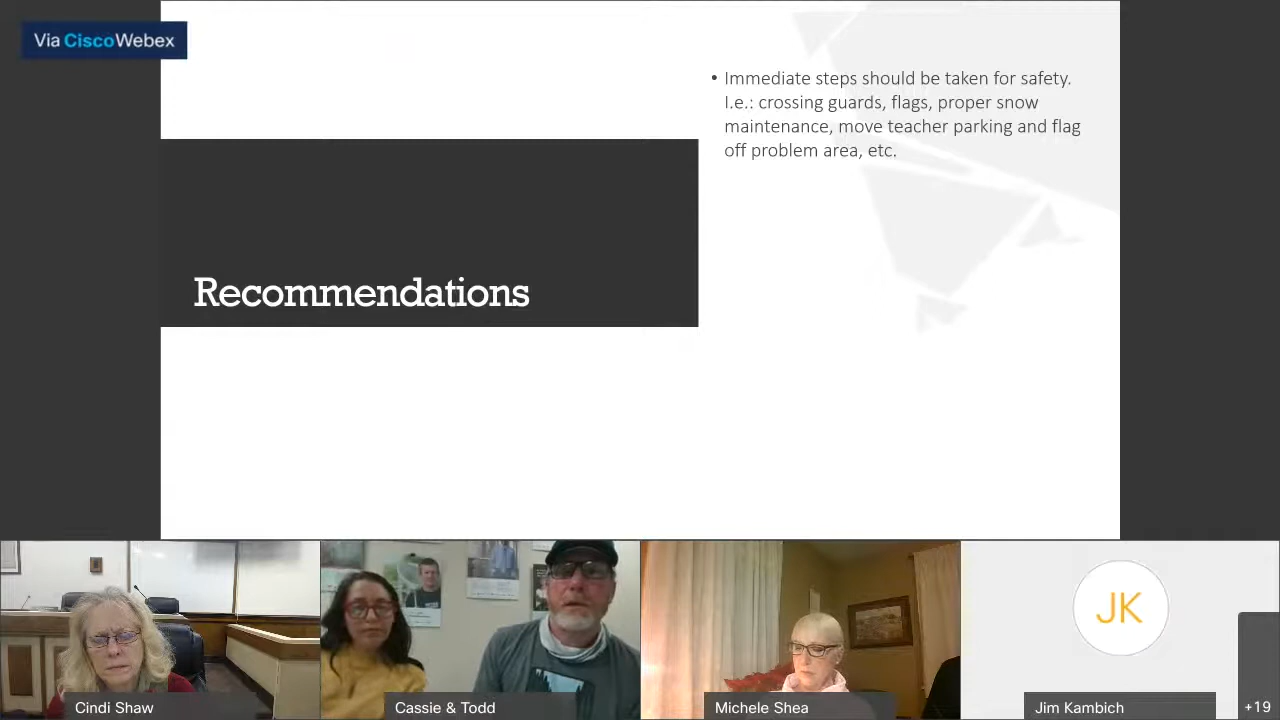 Via CiscoWebex
• Immediate steps should be taken for safety.
I.e.: crossing guards, flags, proper snow
maintenance, move teacher parking and flag
off problem area, etc.
Recommendations
JK
Cindi Shaw
Cassie & Todd
Michele Shea
Jim Kambich
+19